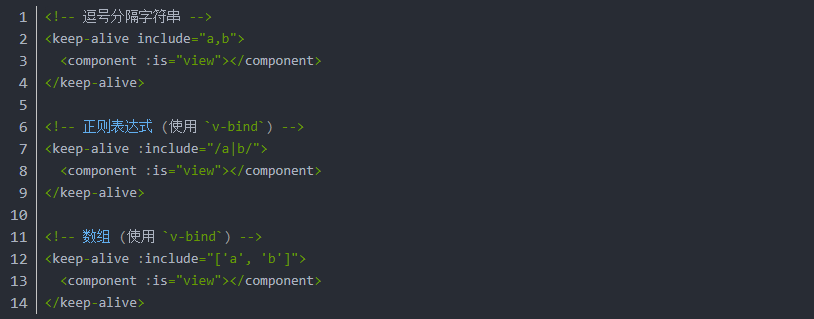 1 <!-- 逗号分隔字符串 -->
2 <keep-alive include="a,b">
3   <component :is="view"></component>
4 </keep-alive>
5
6 <!-- 正则表达式 (使用 `v-bind`) -->
7 <keep-alive :include="/a|b/">
8   <component :is="view"></component>
9 </keep-alive>
10
11 <!-- 数组 (使用 `v-bind`) -->
12 <keep-alive :include="['a', 'b']">
13   <component :is="view"></component>
14 </keep-alive>